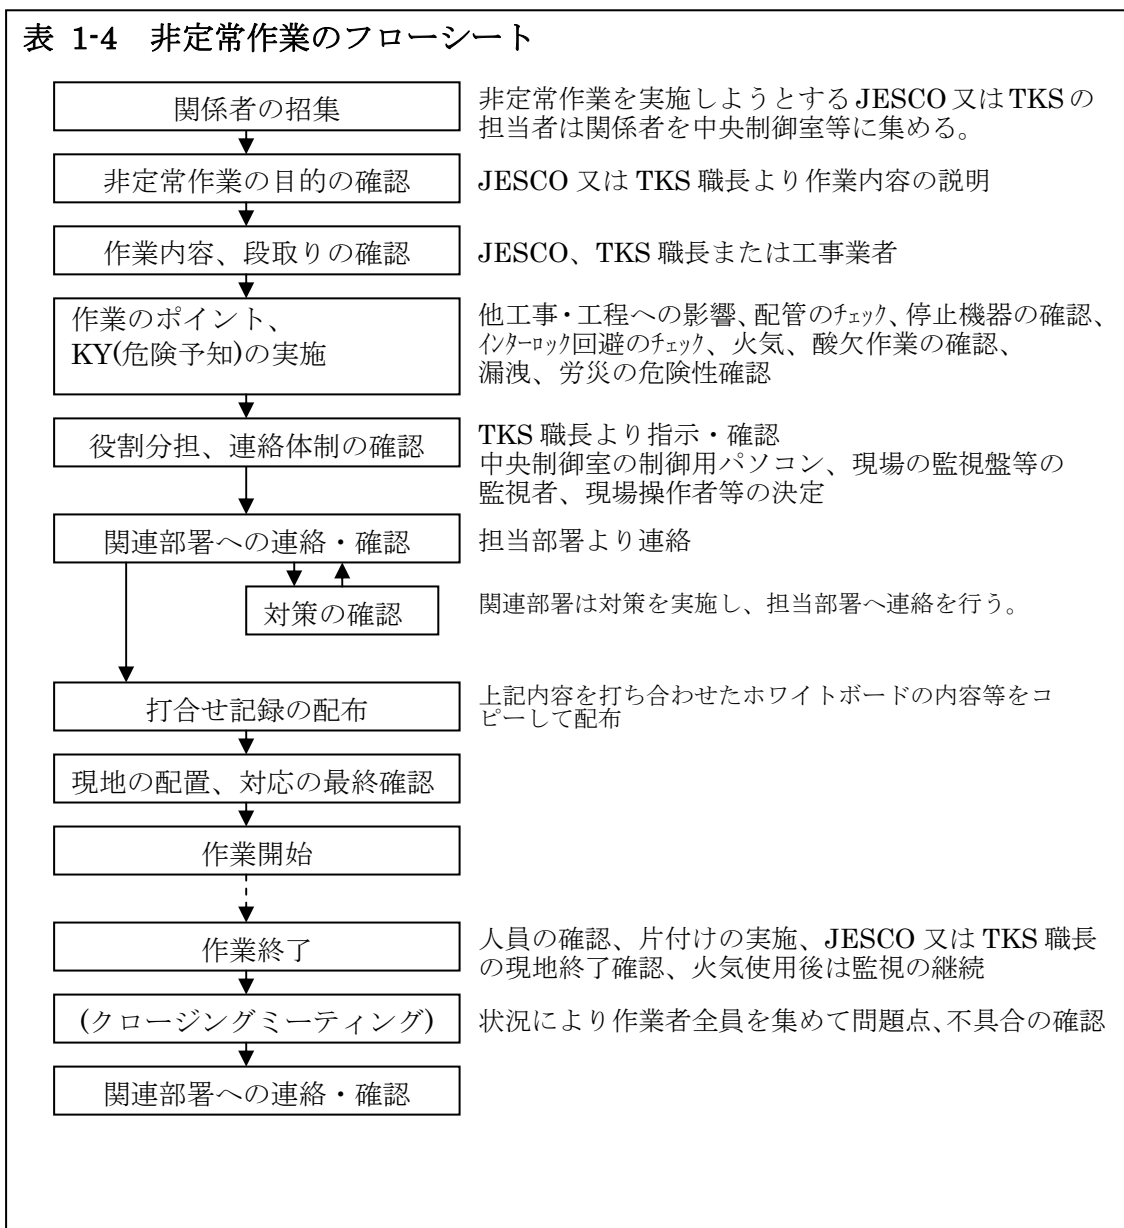 表 1-4 非定常作業のフローシート
関係者の招集
非定常作業を実施しようとする JESCO 又は TKS の
担当者は関係者を中央制御室等に集める。
非定常作業の目的の確認
JESCO 又は TKS 職長より作業内容の説明
作業内容、段取りの確認
JESCO、TKS 職長または工事業者
作業のポイント、
KY(危険予知)の実施
他工事・工程への影響、配管のﾁｪｯｸ、停止機器の確認、
ｲﾝﾀｰﾛｯｸ回避のﾁｪｯｸ、火気、酸欠作業の確認、
漏洩、労災の危険性確認
役割分担、連絡体制の確認
TKS 職長より指示・確認
中央制御室の制御用パソコン、現場の監視盤等の
監視者、現場操作者等の決定
関連部署への連絡・確認
担当部署より連絡
対策の確認
関連部署は対策を実施し、担当部署へ連絡を行う。
打合せ記録の配布
上記内容を打ち合わせたホワイトボードの内容等をコ
ピーして配布
現地の配置、対応の最終確認
作業開始
作業終了
人員の確認、片付けの実施、JESCO 又は TKS 職長
の現地終了確認、火気使用後は監視の継続
(クロージングミーティング)
状況により作業者全員を集めて問題点、不具合の確認
関連部署への連絡・確認